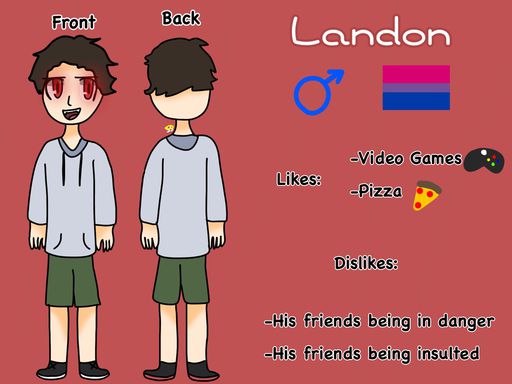 Front
Back
Landon
Likes:
-Video Games
-Pizza
Dislikes:
-His friends being in danger
-His friends being insulted